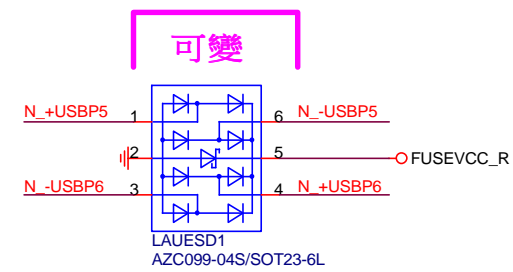 可變
N_+USBP5 1 6 N_-USBP5
2 5 FUSEVCC_R
N_-USBP6 3 4 N_+USBP6
LAUESD1
AZC099-04S/SOT23-6L